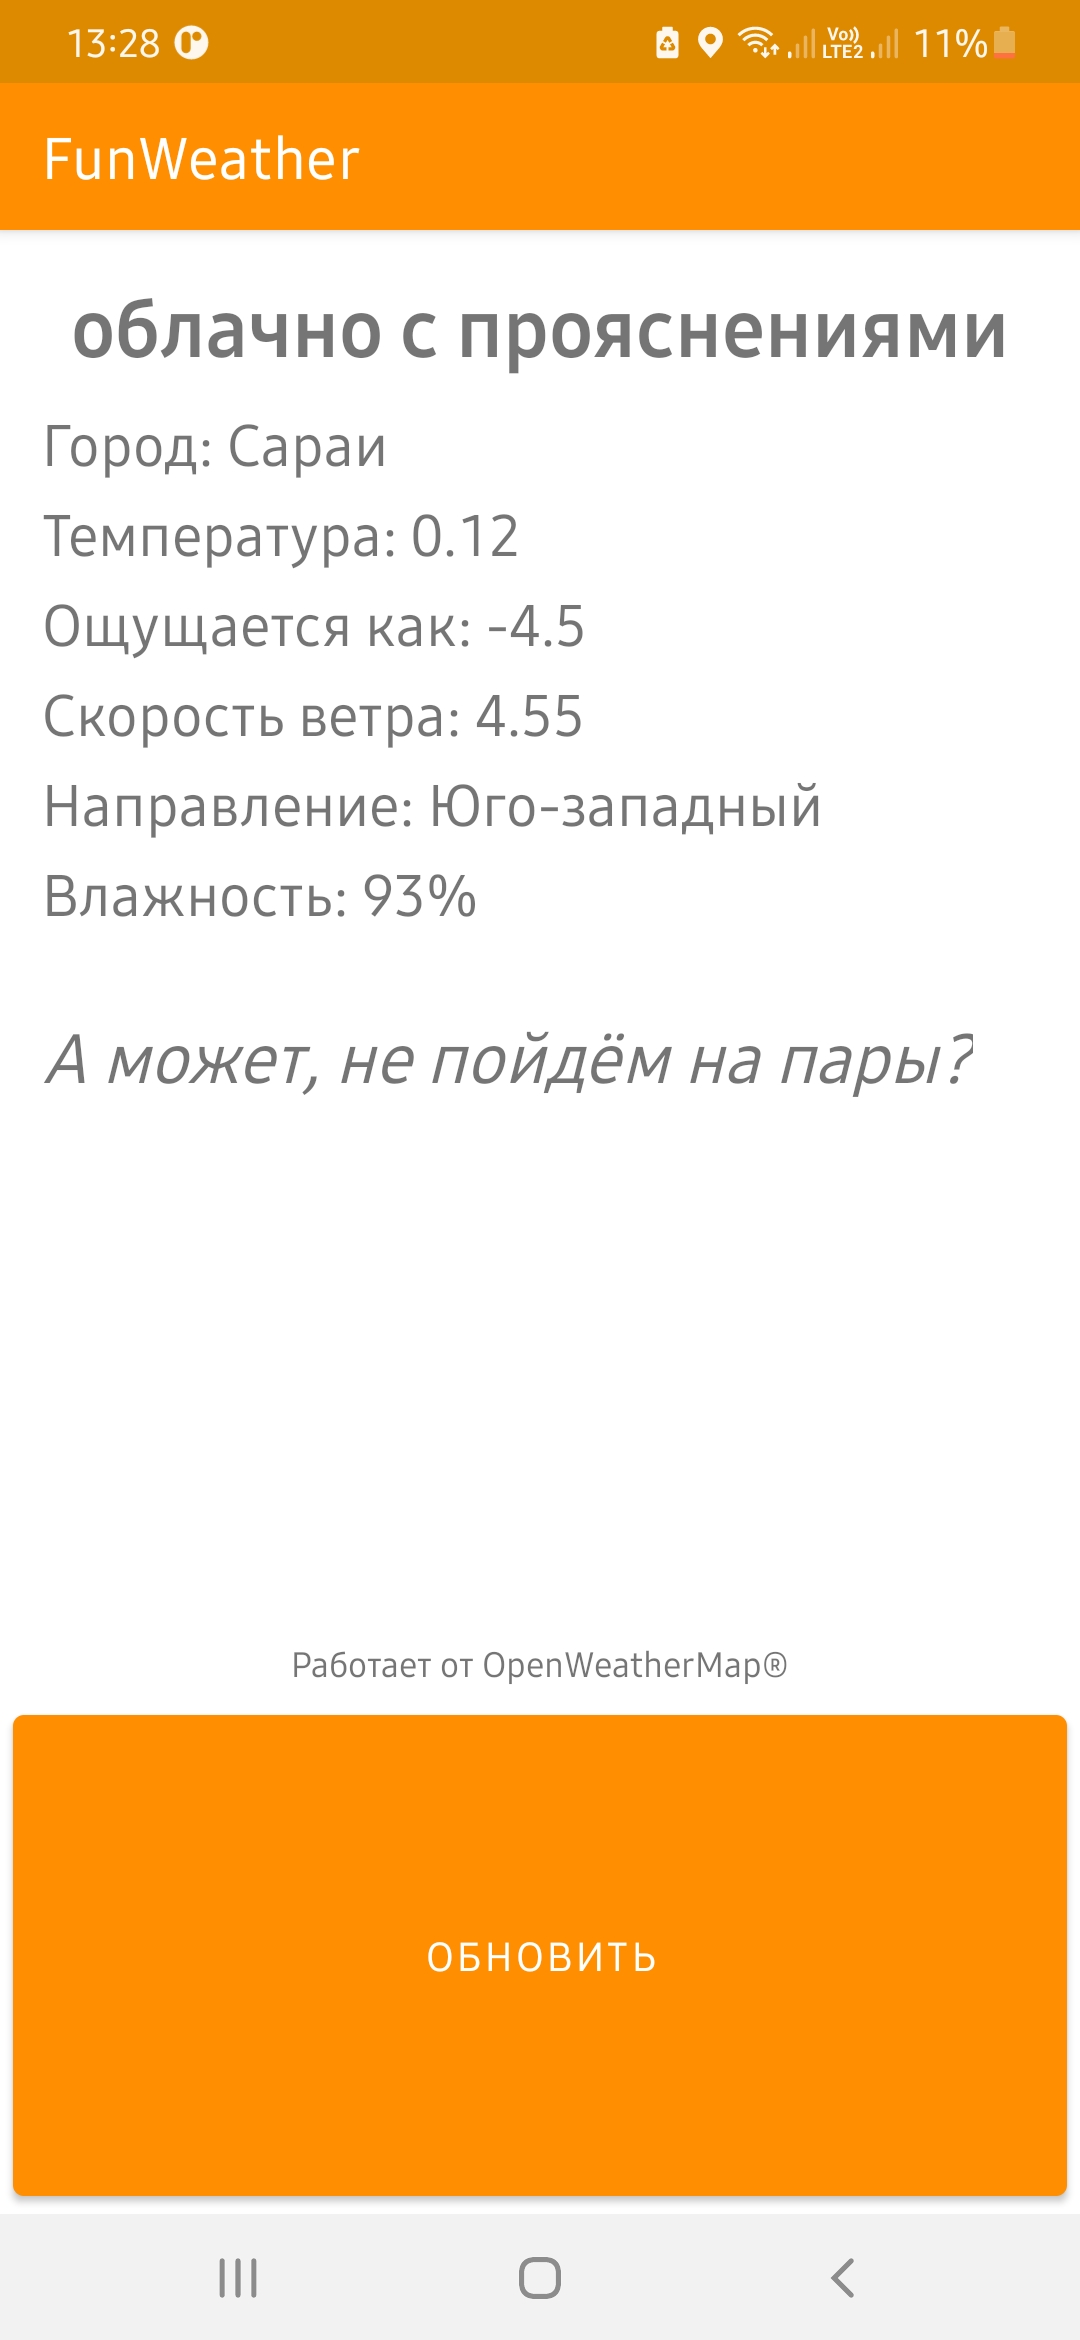 13:28 Vo)) LTE2 11%
FunWeather
облачно с прояснениями
Город: Сараи
Температура: 0.12
Ощущается как: -4.5
Скорость ветра: 4.55
Направление: Юго-западный
Влажность: 93%
А может, не пойдём на пары?
Работает от OpenWeatherMap®
ОБНОВИТЬ